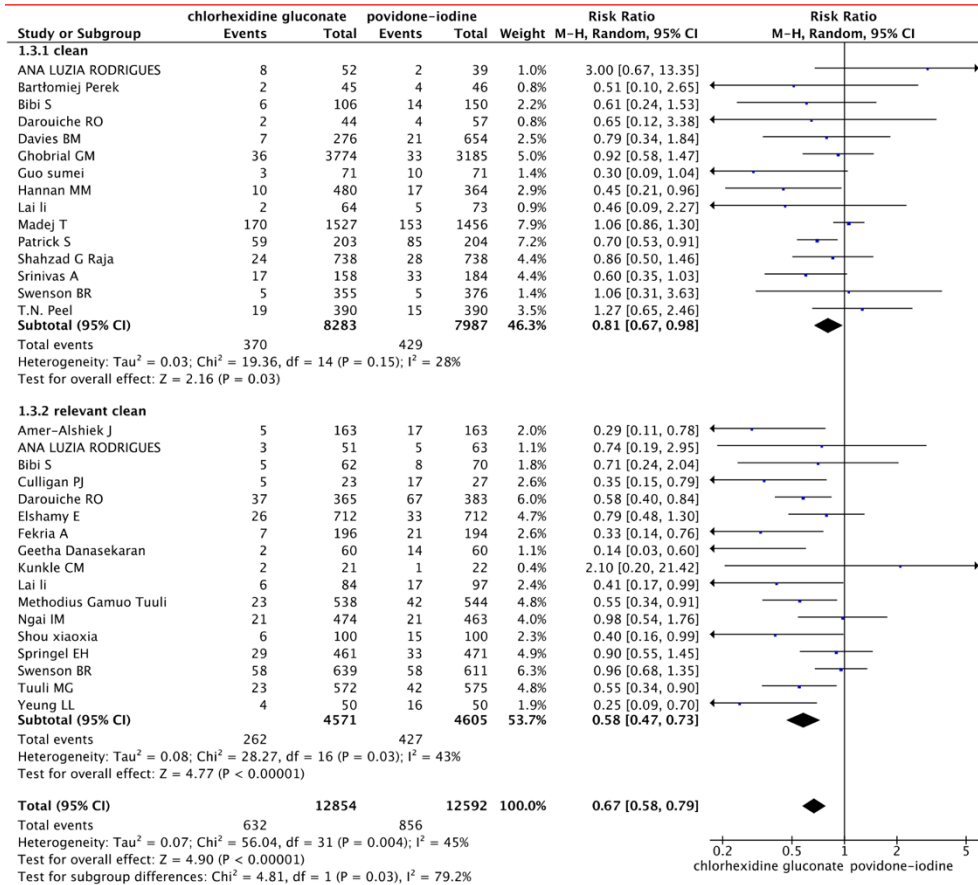 chlorhexidine gluconate povidone-iodine Risk Ratio Risk Ratio
Study or Subgroup Events Total Events Total Weight M-H, Random, 95% CI M-H, Random, 95% CI
1.3.1 clean
ANA LUZIA RODRIGUES 8 52 2 39 1.0% 3.00 [0.67, 13.35]
Bartłomiej Perek 2 45 4 46 0.8% 0.51 [0.10, 2.65]
Bibi S 6 106 14 150 2.2% 0.61 [0.24, 1.53]
Darouiche RO 2 44 4 57 0.8% 0.65 [0.12, 3.38]
Davies BM 7 276 21 654 2.5% 0.79 [0.34, 1.84]
Ghobrial GM 36 3774 33 3185 5.0% 0.92 [0.58, 1.47]
Guo sumei 3 71 10 71 1.4% 0.30 [0.09, 1.04]
Hannan MM 10 480 17 364 2.9% 0.45 [0.21, 0.96]
Lai li 2 64 5 73 0.9% 0.46 [0.09, 2.27]
Madej T 170 1527 153 1456 7.9% 1.06 [0.86, 1.30]
Patrick S 59 203 85 204 7.2% 0.70 [0.53, 0.91]
Shahzad G Raja 24 738 28 738 4.4% 0.86 [0.50, 1.46]
Srinivas A 17 158 33 184 4.4% 0.60 [0.35, 1.03]
Swenson BR 5 355 5 376 1.4% 1.06 [0.31, 3.63]
T.N. Peel 19 390 15 390 3.5% 1.27 [0.65, 2.46]
Subtotal (95% CI) 8283 7987 46.3% 0.81 [0.67, 0.98]
Total events 370 429
Heterogeneity: Tau² = 0.03; Chi² = 19.36, df = 14 (P = 0.15); I² = 28%
Test for overall effect: Z = 2.16 (P = 0.03)
1.3.2 relevant clean
Amer-Alshiek J 5 163 17 163 2.0% 0.29 [0.11, 0.78]
ANA LUZIA RODRIGUES 3 51 5 63 1.1% 0.74 [0.19, 2.95]
Bibi S 5 62 8 70 1.8% 0.71 [0.24, 2.04]
Culligan PJ 5 23 17 27 2.6% 0.35 [0.15, 0.79]
Darouiche RO 37 365 67 383 6.0% 0.58 [0.40, 0.84]
Elshamy E 26 712 33 712 4.7% 0.79 [0.48, 1.30]
Fekria A 7 196 21 194 2.7% 0.33 [0.14, 0.76]
Geetha Danasekaran 2 60 14 60 1.1% 0.14 [0.03, 0.60]
Kunkle CM 2 21 1 22 0.4% 2.10 [0.20, 21.42]
Lai li 6 84 17 97 2.4% 0.41 [0.17, 0.99]
Methodius Gamuo Tuuli 23 538 42 544 4.8% 0.55 [0.34, 0.91]
Ngai IM 21 474 21 463 4.0% 0.98 [0.54, 1.76]
Shou xiaoxia 6 100 15 100 2.3% 0.40 [0.16, 0.99]
Springel EH 29 461 33 471 4.9% 0.90 [0.55, 1.45]
Swenson BR 58 639 58 611 6.3% 0.96 [0.68, 1.35]
Tuuli MG 23 572 42 575 4.8% 0.55 [0.34, 0.90]
Yeung LL 4 50 16 50 1.9% 0.25 [0.09, 0.70]
Subtotal (95% CI) 4571 4605 53.7% 0.58 [0.47, 0.73]
Total events 262 427
Heterogeneity: Tau² = 0.08; Chi² = 28.27, df = 16 (P = 0.03); I² = 43%
Test for overall effect: Z = 4.77 (P < 0.00001)
Total (95% CI) 12854 12592 100.0% 0.67 [0.58, 0.79]
Total events 632 856
Heterogeneity: Tau² = 0.07; Chi² = 56.04, df = 31 (P = 0.004); I² = 45%
Test for overall effect: Z = 4.90 (P < 0.00001)
Test for subgroup differences: Chi² = 4.81, df = 1 (P = 0.03), I² = 79.2%
0.2 0.5 1 2 5
chlorhexidine gluconate povidone-iodine